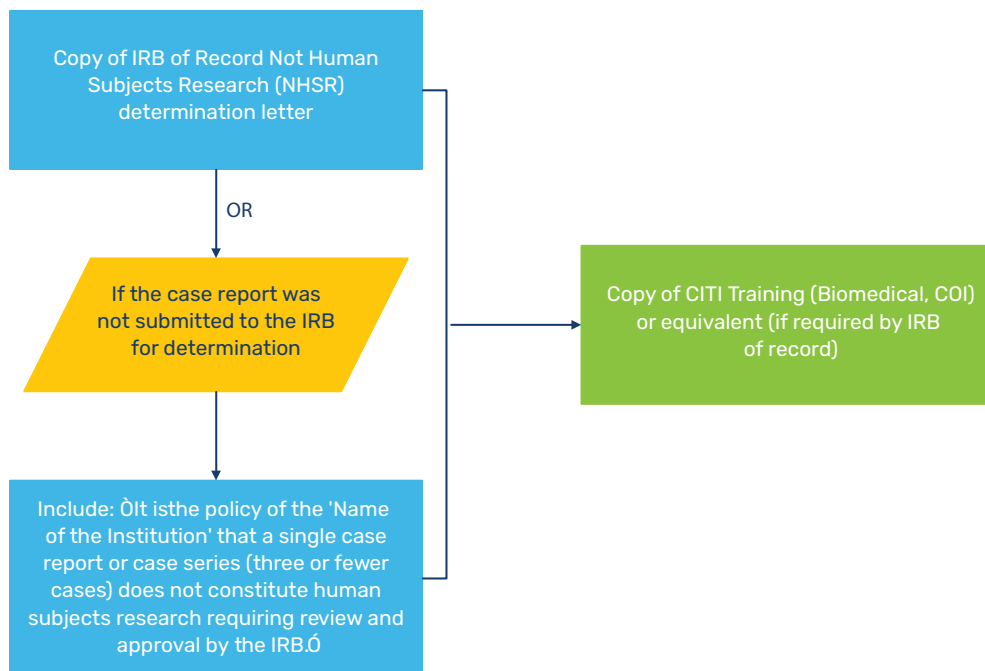 Copy of IRB of Record Not Human
Subjects Research (NHSR)
determination letter
OR
If the case report was
not submitted to the IRB
for determination
Include: ÒIt isthe policy of the 'Name
of the Institution' that a single case
report or case series (three or fewer
cases) does not constitute human
subjects research requiring review and
approval by the IRB.Ó
Copy of CITI Training (Biomedical, COI)
or equivalent (if required by IRB
of record)